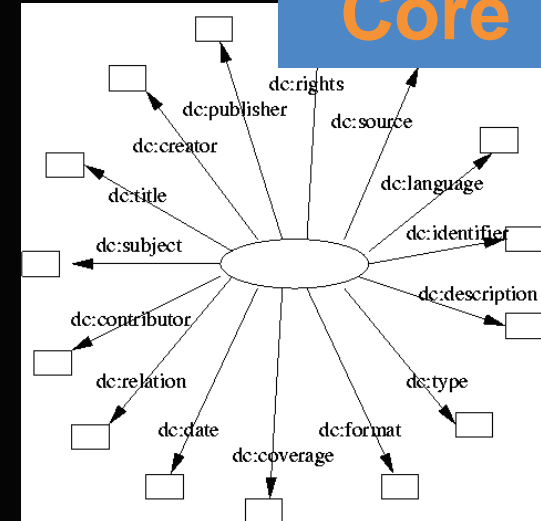 Core
dc:rights
dc:publisher
dc:source
dc:creator
dc:language
dc:title
dc:identifier
dc:subject
dc:description
dc:contributor
dc:relation
dc:type
dc:date
dc:format
dc:coverage